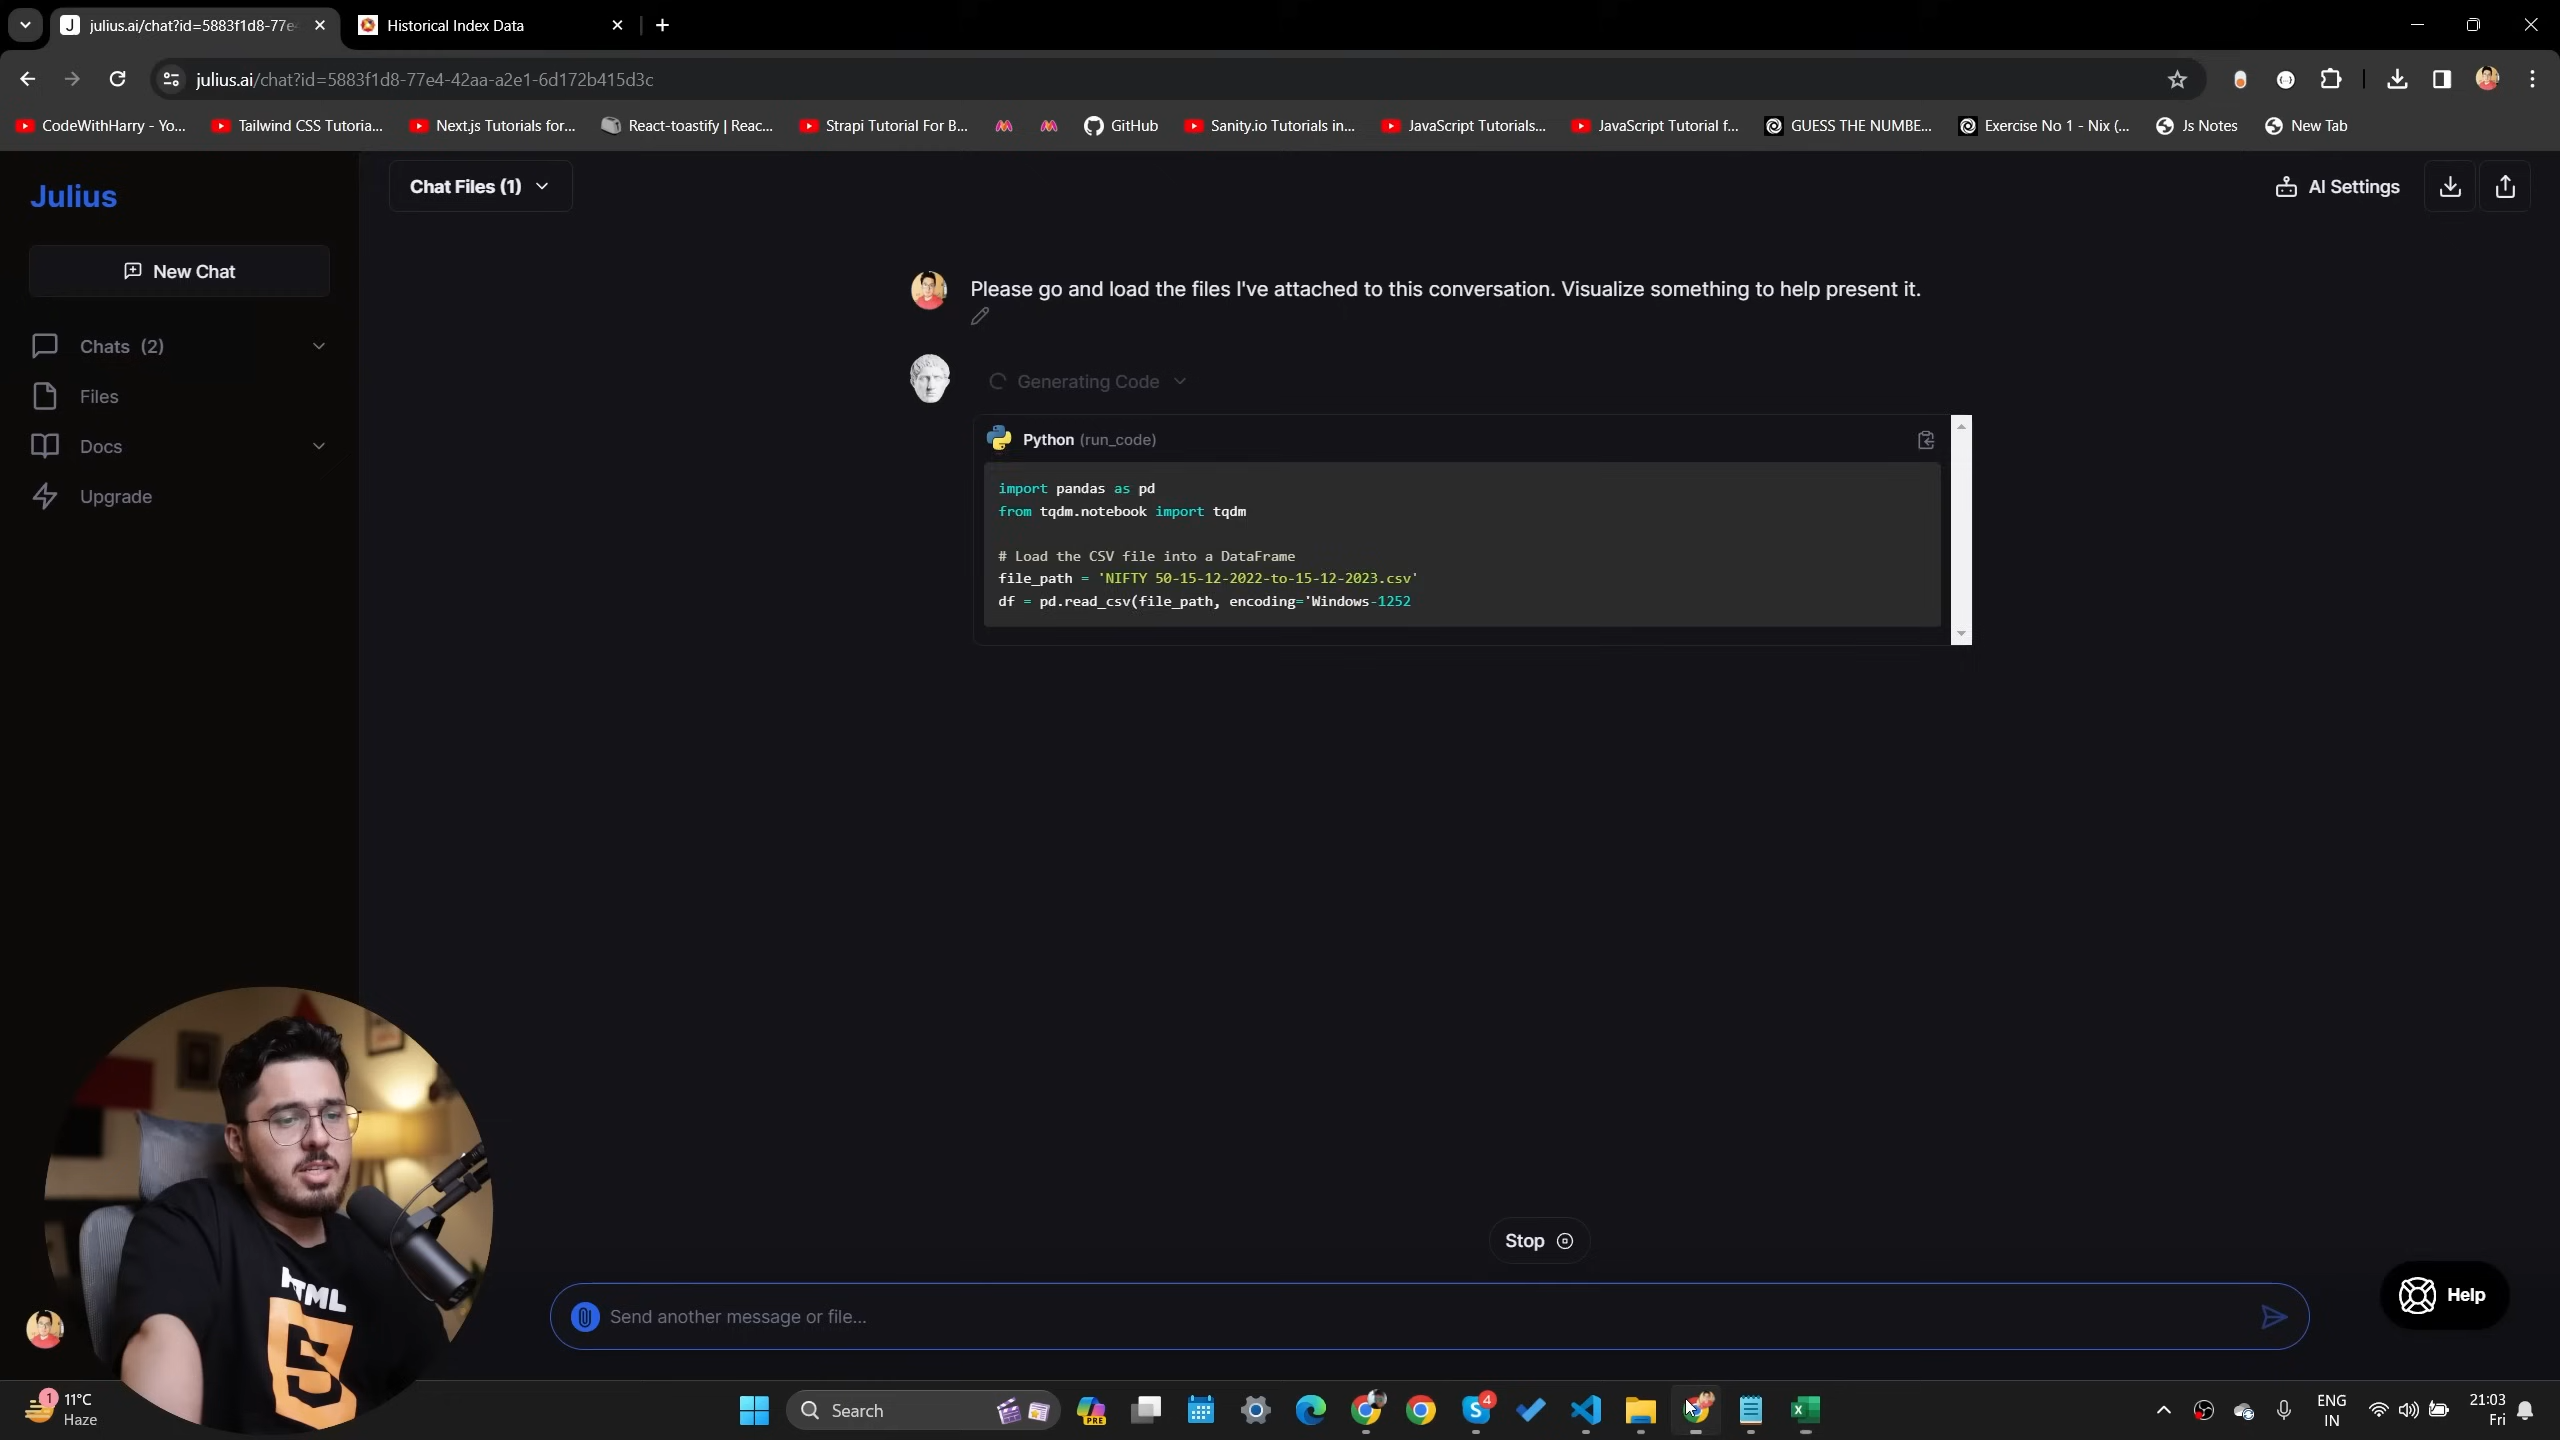 julius.ai/chat?id=5883f1d8-77e4
Historical Index Data
julius.ai/chat?id=5883f1d8-77e4-42aa-a2e1-6d172b415d3c
CodeWithHarry - Yo...
Tailwind CSS Tutoria...
Next.js Tutorials for...
React-toastify | Reac...
Strapi Tutorial For B...
GitHub
Sanity.io Tutorials in...
JavaScript Tutorials...
JavaScript Tutorial f...
GUESS THE NUMBE...
Exercise No 1 - Nix (...
Js Notes
New Tab
Julius
Chat Files (1)
AI Settings
New Chat
Chats (2)
Files
Docs
Upgrade
Please go and load the files I've attached to this conversation. Visualize something to help present it.
Generating Code
Python (run_code)
import pandas as pd
from tqdm.notebook import tqdm
# Load the CSV file into a DataFrame
file_path = 'NIFTY 50-15-12-2022-to-15-12-2023.csv'
df = pd.read_csv(file_path, encoding='Windows-1252
Stop
Send another message or file...
Help
HTML
5
1
11°C
Haze
Search
PRE
4
ENG
IN
21:03
Fri